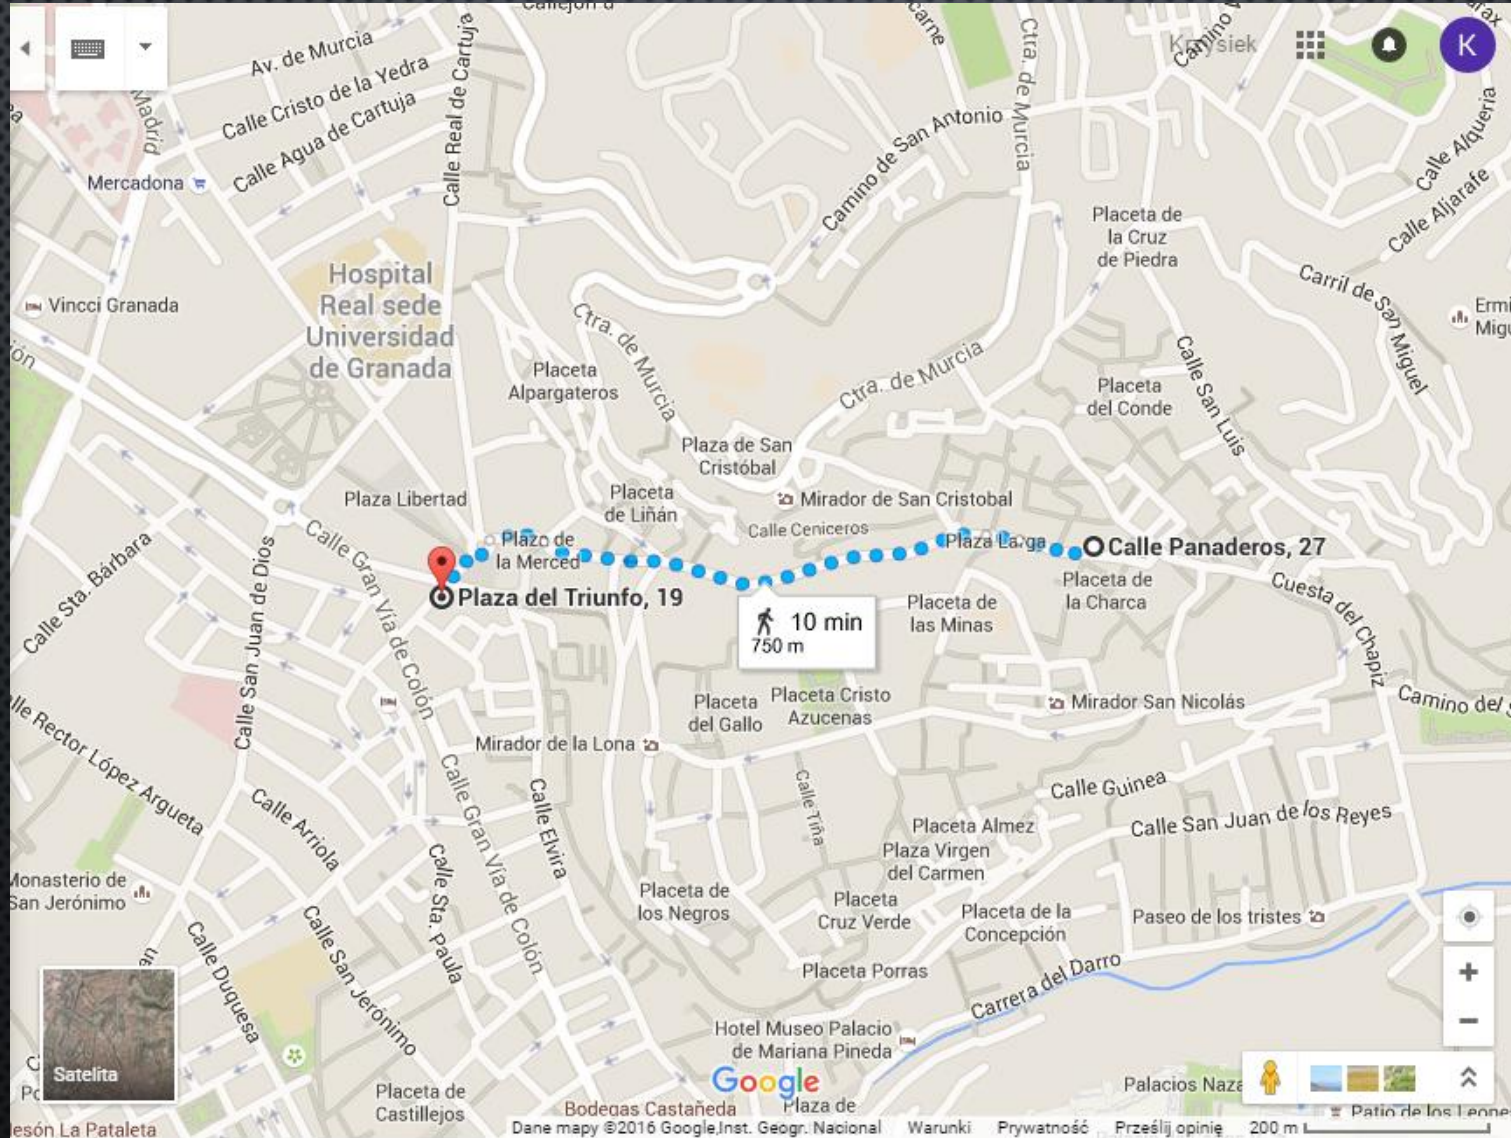 Av. de Murcia
Calle Cristo de la Yedra
Calle Agua de Cartuja
Calle Real de Cartuja
Madrid
Mercadona
Camino de San Antonio
Ctra. de Murcia
Krzysiek
K
Calle Alquería
Calle Aljarafe
Placeta de
la Cruz
de Piedra
Carril de San Miguel
Hospital
Real sede
Universidad
de Granada
Vincci Granada
Placeta
Alpargateros
Ctra. de Murcia
Ctra. de Murcia
Calle San Luis
Placeta
del Conde
Plaza de San
Cristóbal
Plaza Libertad
Placeta
de Liñán
Mirador de San Cristobal
Calle Ceniceros
Plazo de
la Merced
Plaza Larga
Calle Panaderos, 27
Placeta de
la Charca
Cuesta del Chapiz
Plaza del Triunfo, 19
10 min
750 m
Placeta de
las Minas
Calle Sta. Bárbara
Calle San Juan de Dios
Calle Gran Vía de Colón
Placeta
del Gallo
Placeta Cristo
Azucenas
Mirador San Nicolás
Camino del
Mirador de la Lona
Calle Rector López Argueta
Calle Arriola
Calle Gran Vía de Colón
Calle Elvira
Calle Tiña
Calle Guinea
Calle San Juan de los Reyes
Placeta Almez
Plaza Virgen
del Carmen
Calle Sta. Paula
Monasterio de
San Jerónimo
Placeta de
los Negros
Placeta
Cruz Verde
Placeta de la
Concepción
Paseo de los tristes
Calle Duquesa
Calle San Jerónimo
Placeta Porras
Carrera del Darro
Hotel Museo Palacio
de Mariana Pineda
Satelita
Google
Placeta de
Castillejos
Bodegas Castañeda
Plaza de
Palacios Naza
Patio de los Leone
esón La Pataleta
Dane mapy ©2016 Google,Inst. Geogr. Nacional Warunki Prywatność Prześlij opinię 200 m